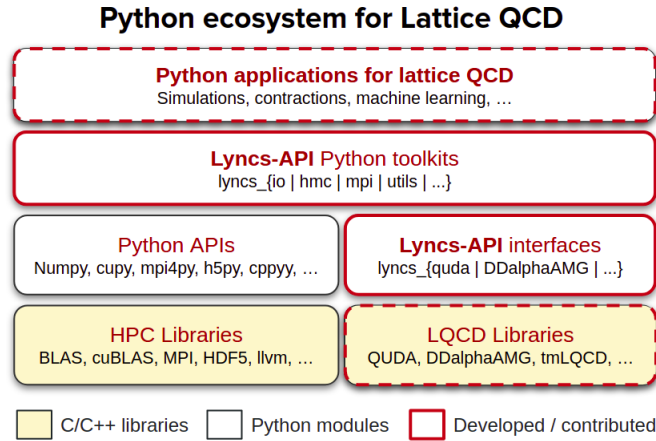 Python ecosystem for Lattice QCD
Python applications for lattice QCD
Simulations, contractions, machine learning, …
Lyncs-API Python toolkits
lyncs_{io | hmc | mpi | utils | ...}
Python APIs
Numpy, cupy, mpi4py, h5py, cppyy, …
Lyncs-API interfaces
lyncs_{quda | DDalphaAMG | ...}
HPC Libraries
BLAS, cuBLAS, MPI, HDF5, llvm, …
LQCD Libraries
QUDA, DDalphaAMG, tmLQCD, …
C/C++ libraries
Python modules
Developed / contributed